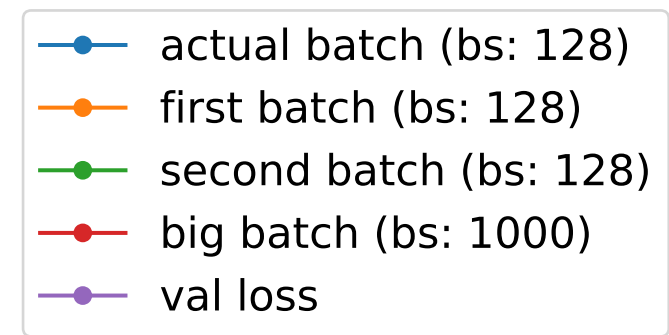 actual batch (bs: 128)
first batch (bs: 128)
second batch (bs: 128)
big batch (bs: 1000)
val loss